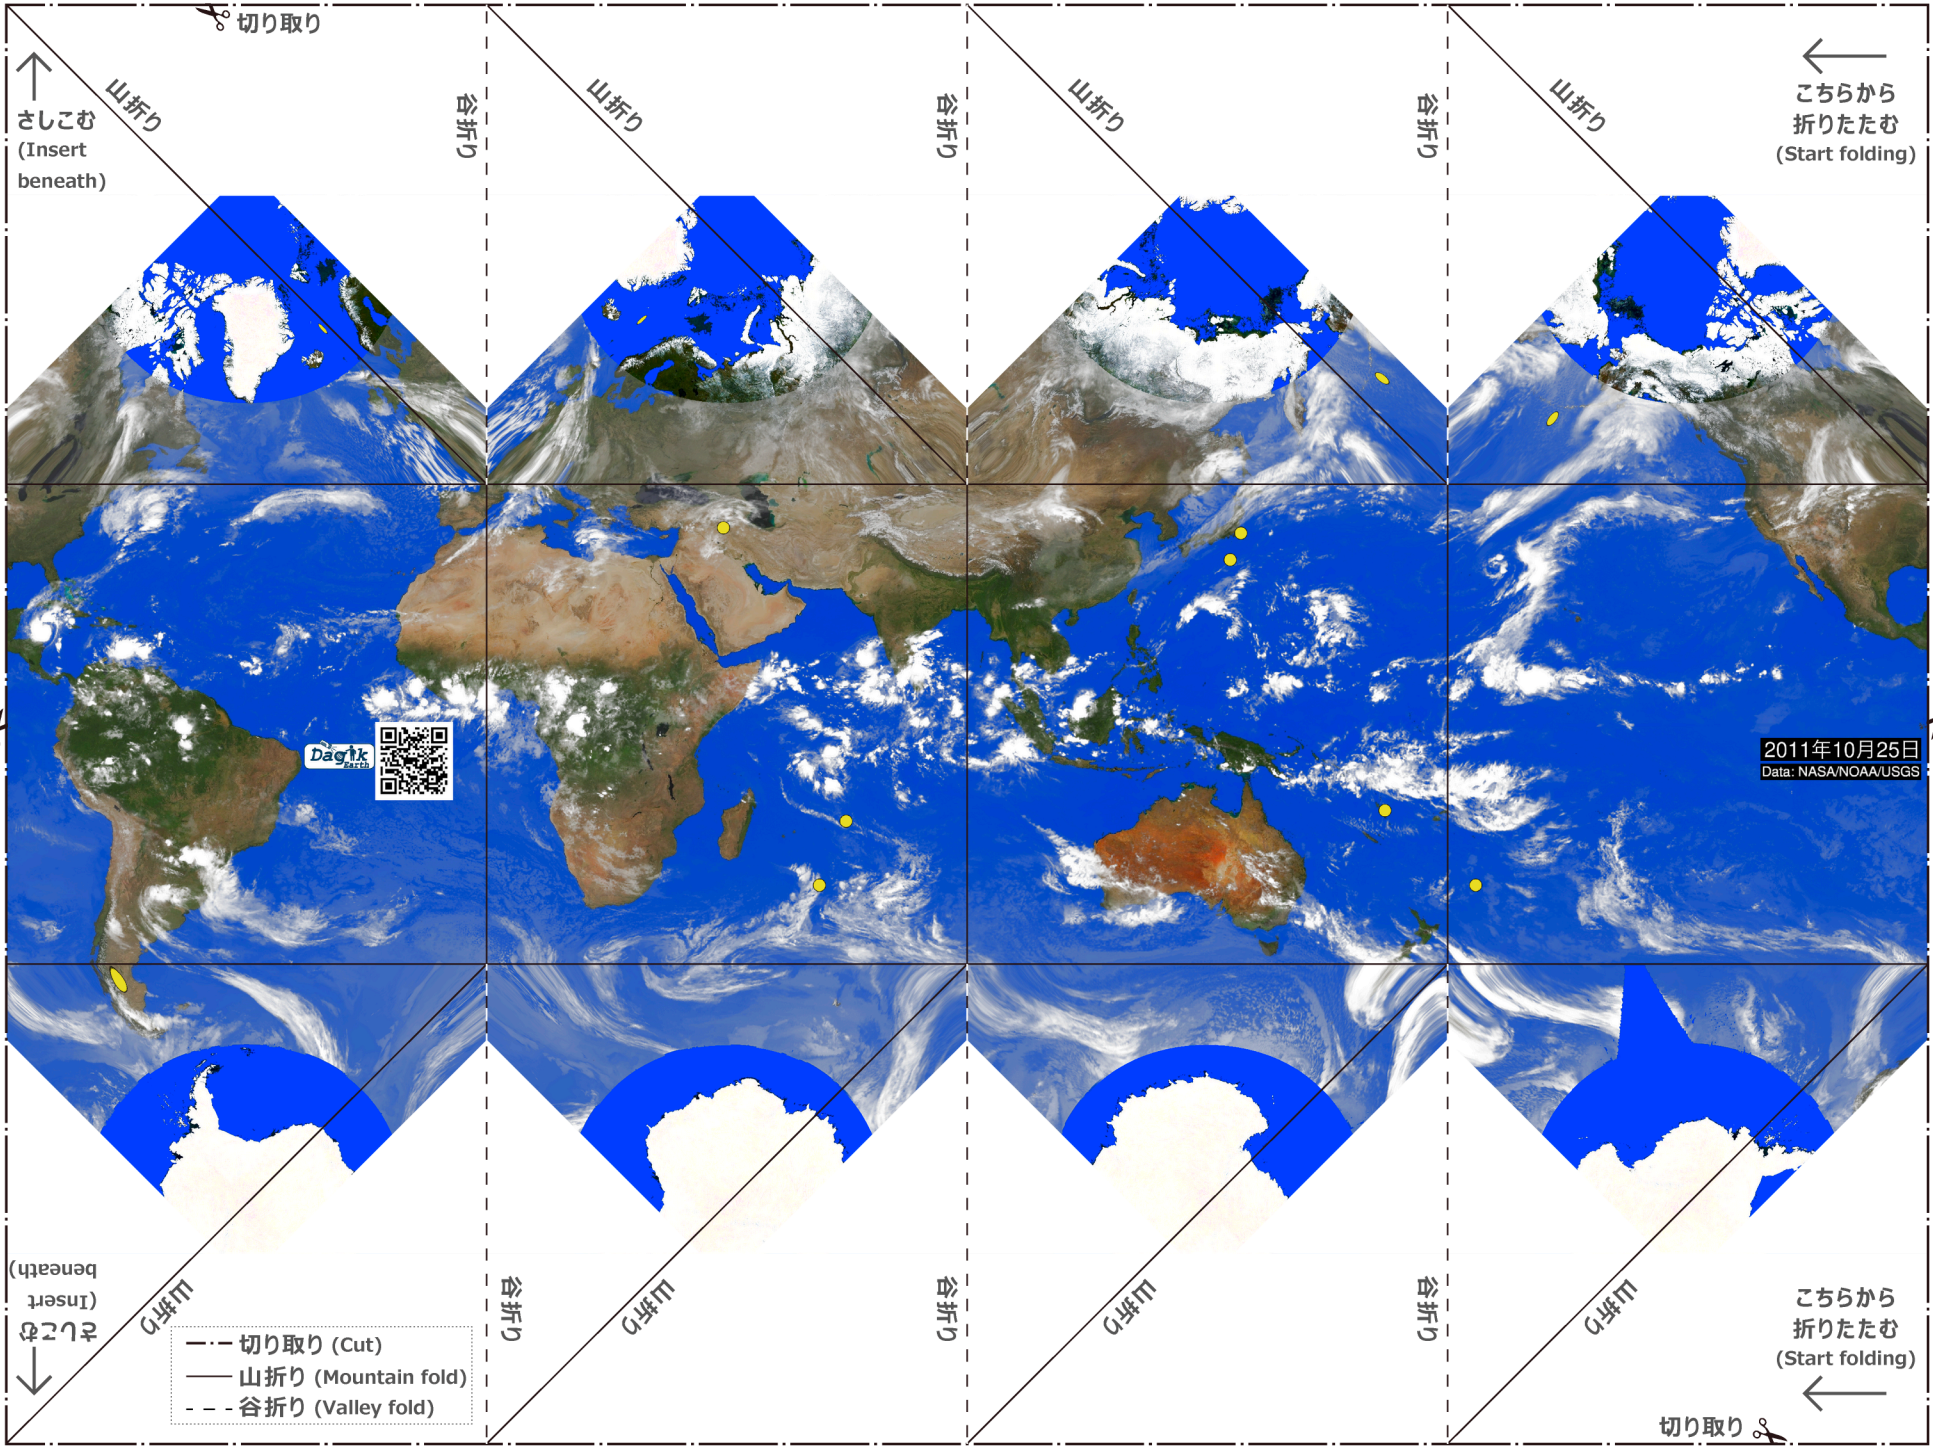 切り取り
さしこむ
(Insert
beneath)
山折り
谷折り
山折り
谷折り
山折り
谷折り
山折り
こちらから
折りたたむ
(Start folding)
Dagik
Earth
2011年10月25日
Data: NASA/NOAA/USGS
さしこむ
(Insert
beneath)
山折り
谷折り
山折り
谷折り
山折り
谷折り
山折り
こちらから
折りたたむ
(Start folding)
切り取り (Cut)
山折り (Mountain fold)
谷折り (Valley fold)
切り取り